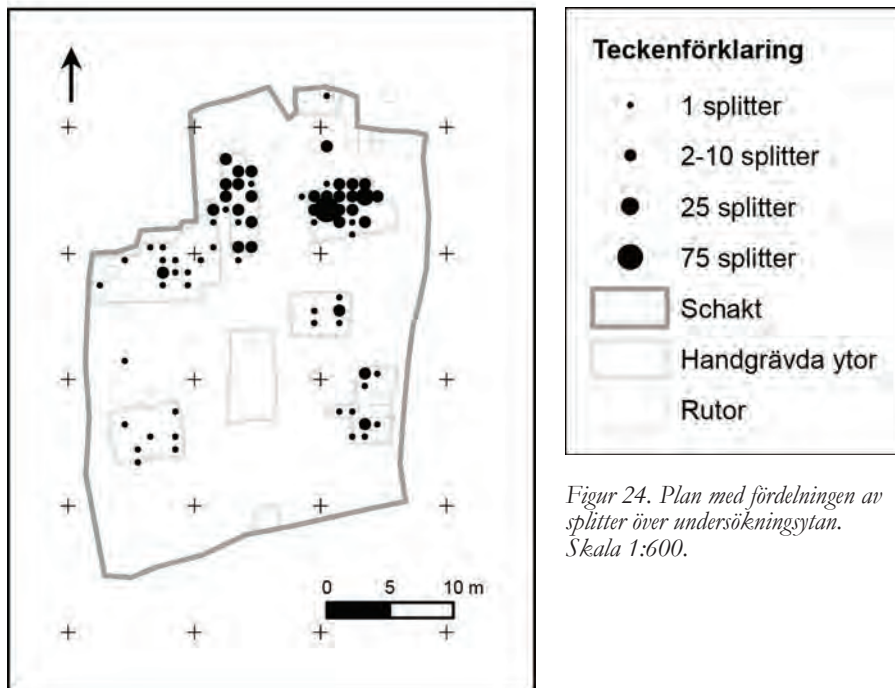 0 5 10 m
Teckenförklaring
1 splitter
2-10 splitter
25 splitter
75 splitter
Schakt
Handgrävda ytor
Rutor
Figur 24. Plan med fördelningen av
splitter över undersökningsytan.
Skala 1:600.